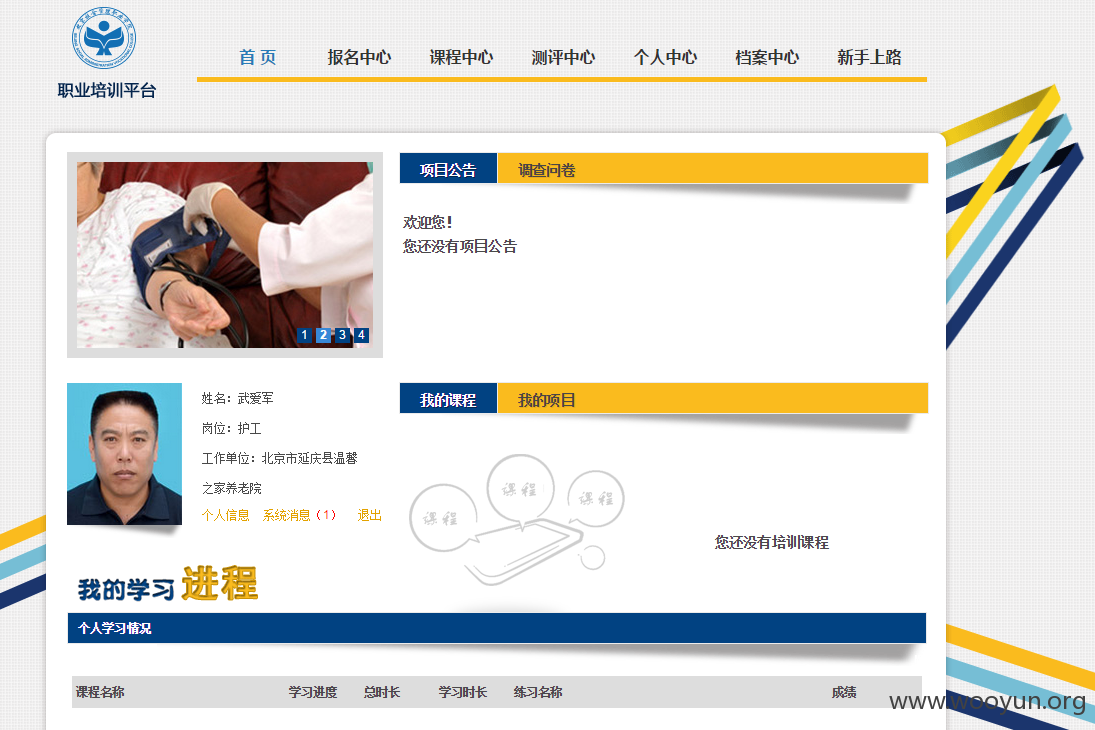 职业培训平台
首 页 报名中心 课程中心 测评中心 个人中心 档案中心 新手上路
项目公告 调查问卷
欢迎您!
您还没有项目公告
1 2 3 4
姓名：武爱军
岗位：护工
工作单位：北京市延庆县温馨
之家养老院
个人信息 系统消息（1） 退出
我的课程 我的项目
课程 课程 课程
您还没有培训课程
我的学习进程
个人学习情况
课程名称 学习进度 总时长 学习时长 练习名称 成绩
www.wooyun.org